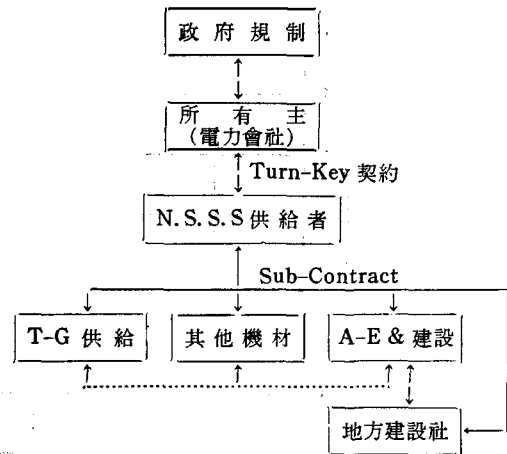 政府規制
所有主
(電力會社)
Turn-Key 契約
N.S.S.S 供給者
Sub-Contract
T-G 供給
其他機材
A-E & 建設
地方建設社